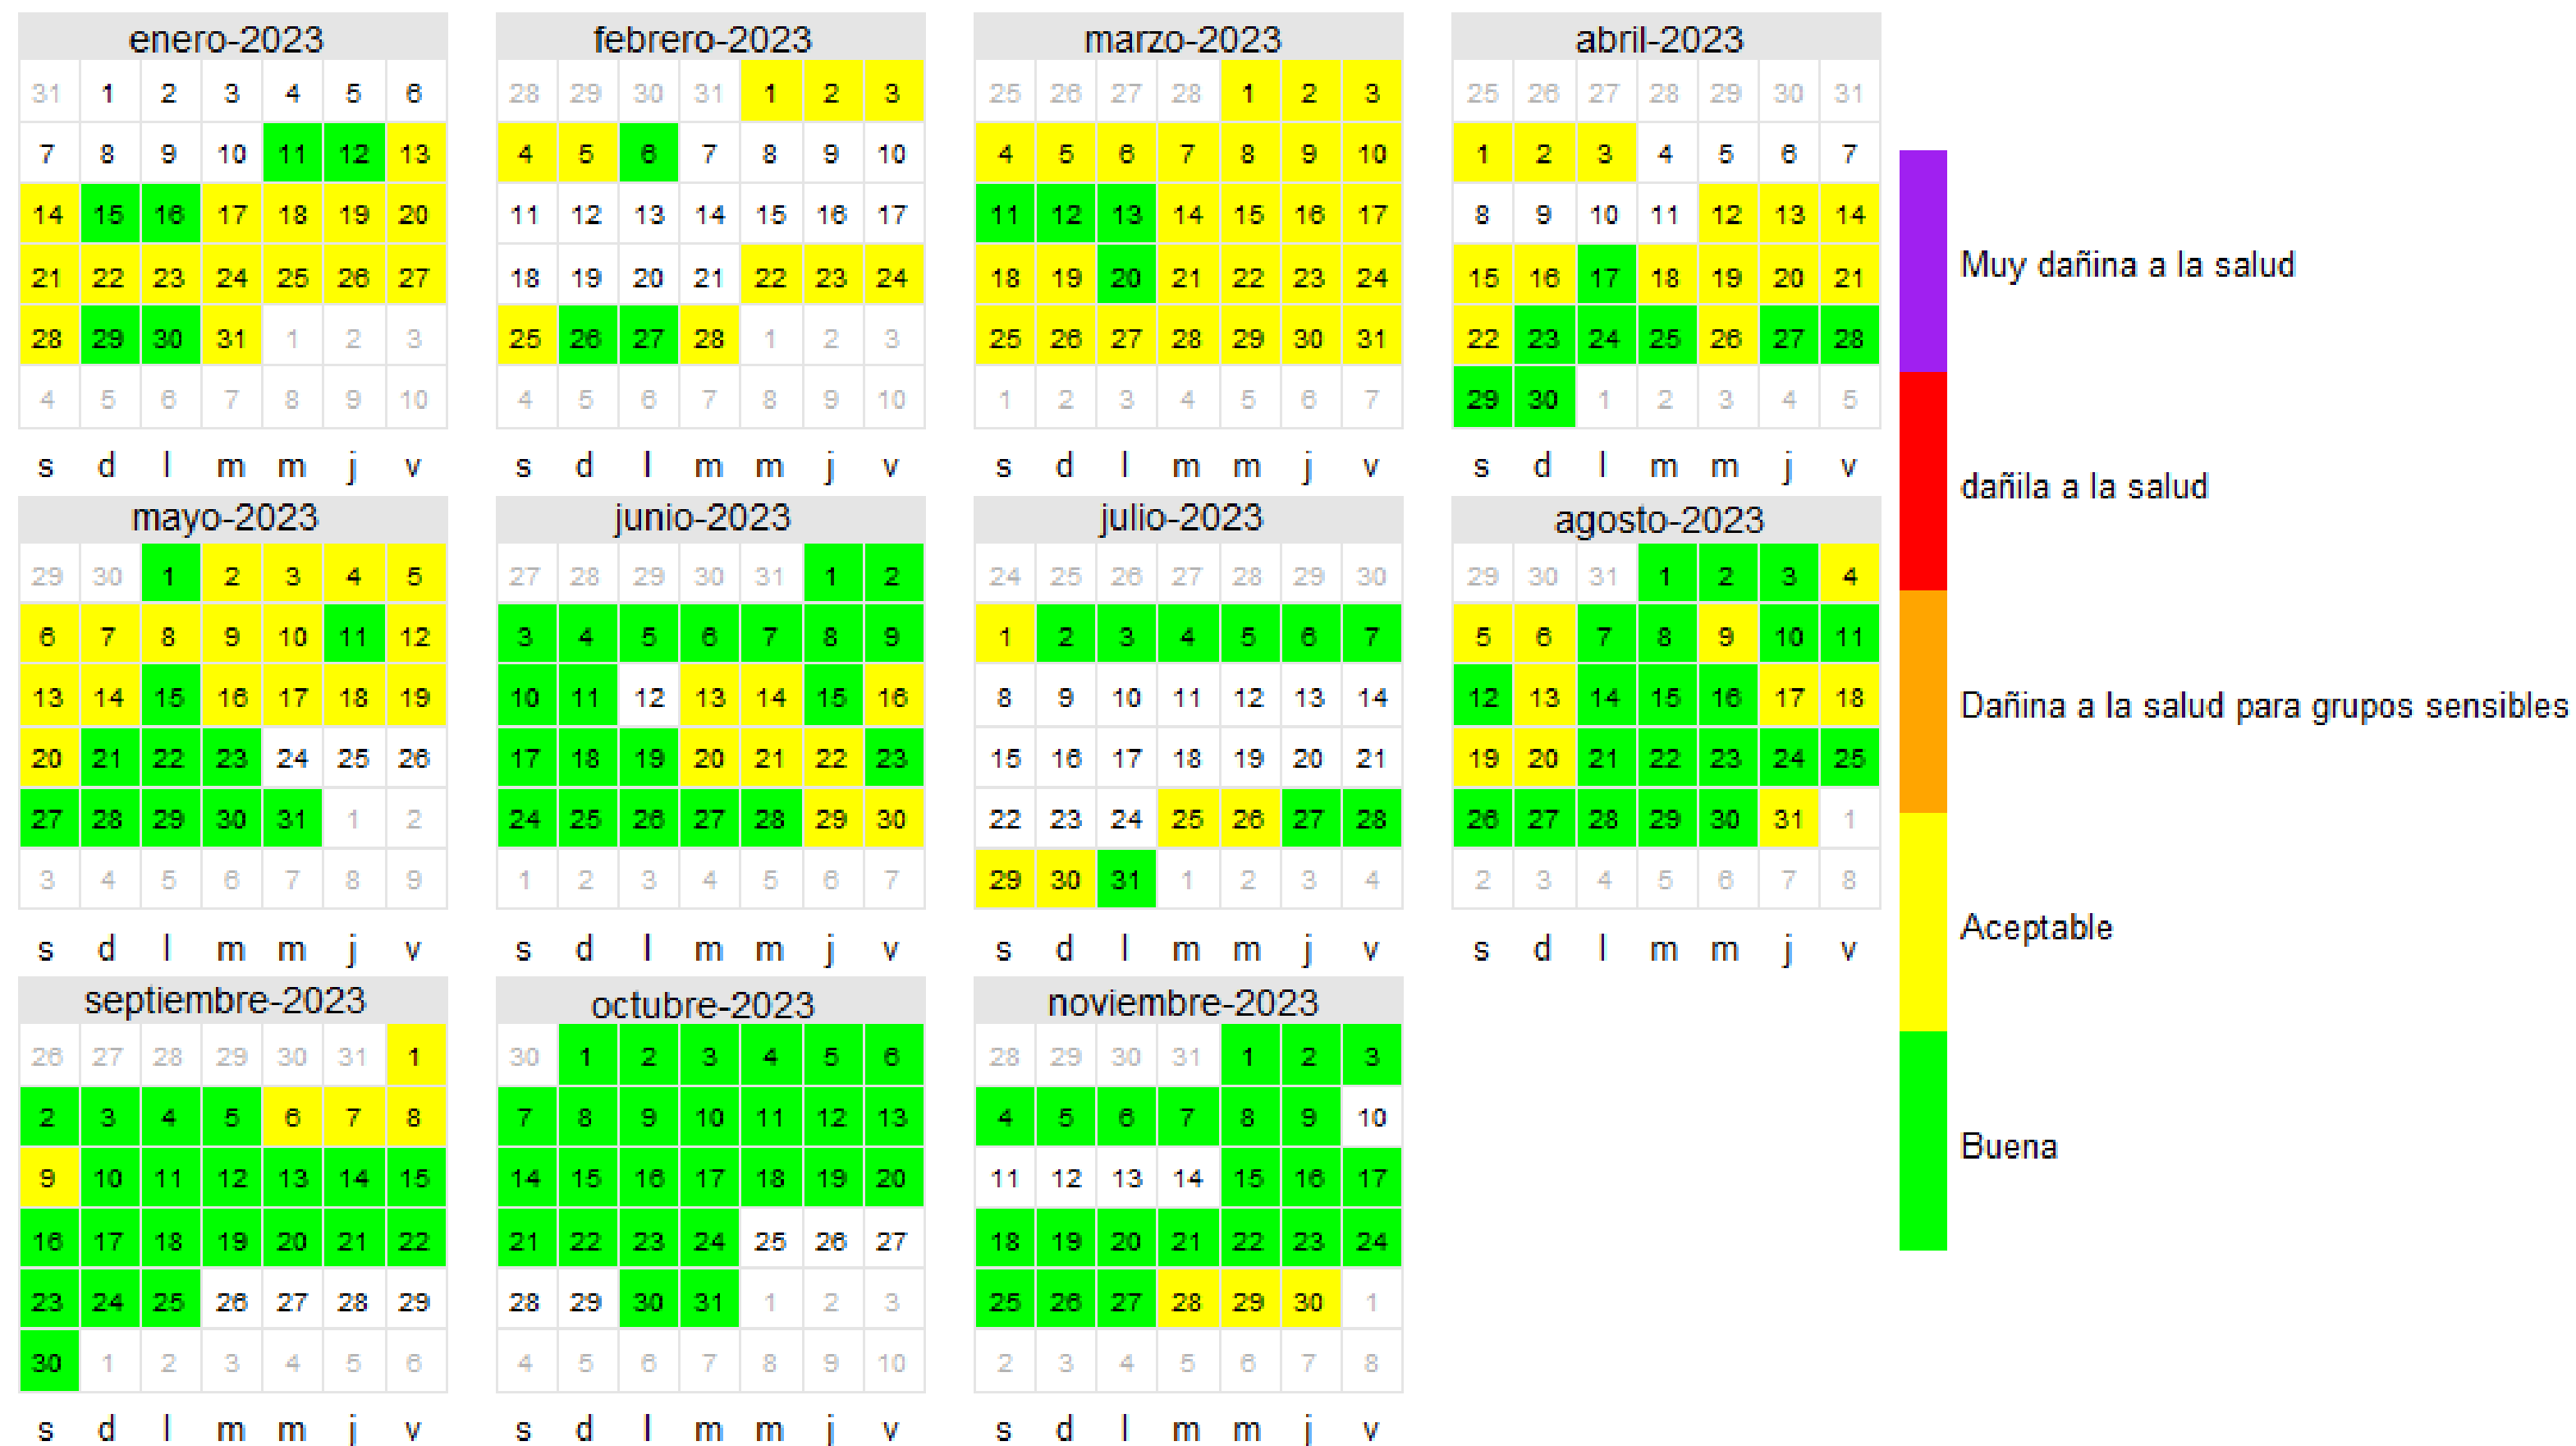 enero-2023
31 1 2 3 4 5 6
7 8 9 10 11 12 13
14 15 16 17 18 19 20
21 22 23 24 25 26 27
28 29 30 31 1 2 3
4 5 6 7 8 9 10
s d l m m j v
febrero-2023
28 29 30 31 1 2 3
4 5 6 7 8 9 10
11 12 13 14 15 16 17
18 19 20 21 22 23 24
25 26 27 28 1 2 3
4 5 6 7 8 9 10
s d l m m j v
marzo-2023
25 26 27 28 1 2 3
4 5 6 7 8 9 10
11 12 13 14 15 16 17
18 19 20 21 22 23 24
25 26 27 28 29 30 31
1 2 3 4 5 6 7
s d l m m j v
abril-2023
25 26 27 28 29 30 31
1 2 3 4 5 6 7
8 9 10 11 12 13 14
15 16 17 18 19 20 21
22 23 24 25 26 27 28
29 30 1 2 3 4 5
s d l m m j v
mayo-2023
29 30 1 2 3 4 5
6 7 8 9 10 11 12
13 14 15 16 17 18 19
20 21 22 23 24 25 26
27 28 29 30 31 1 2
3 4 5 6 7 8 9
s d l m m j v
junio-2023
27 28 29 30 31 1 2
3 4 5 6 7 8 9
10 11 12 13 14 15 16
17 18 19 20 21 22 23
24 25 26 27 28 29 30
1 2 3 4 5 6 7
s d l m m j v
julio-2023
24 25 26 27 28 29 30
1 2 3 4 5 6 7
8 9 10 11 12 13 14
15 16 17 18 19 20 21
22 23 24 25 26 27 28
29 30 31 1 2 3 4
s d l m m j v
agosto-2023
29 30 31 1 2 3 4
5 6 7 8 9 10 11
12 13 14 15 16 17 18
19 20 21 22 23 24 25
26 27 28 29 30 31 1
2 3 4 5 6 7 8
s d l m m j v
septiembre-2023
26 27 28 29 30 31 1
2 3 4 5 6 7 8
9 10 11 12 13 14 15
16 17 18 19 20 21 22
23 24 25 26 27 28 29
30 1 2 3 4 5 6
s d l m m j v
octubre-2023
30 1 2 3 4 5 6
7 8 9 10 11 12 13
14 15 16 17 18 19 20
21 22 23 24 25 26 27
28 29 30 31 1 2 3
4 5 6 7 8 9 10
s d l m m j v
noviembre-2023
28 29 30 31 1 2 3
4 5 6 7 8 9 10
11 12 13 14 15 16 17
18 19 20 21 22 23 24
25 26 27 28 29 30 1
2 3 4 5 6 7 8
s d l m m j v
Muy dañina a la salud
dañila a la salud
Dañina a la salud para grupos sensibles
Aceptable
Buena